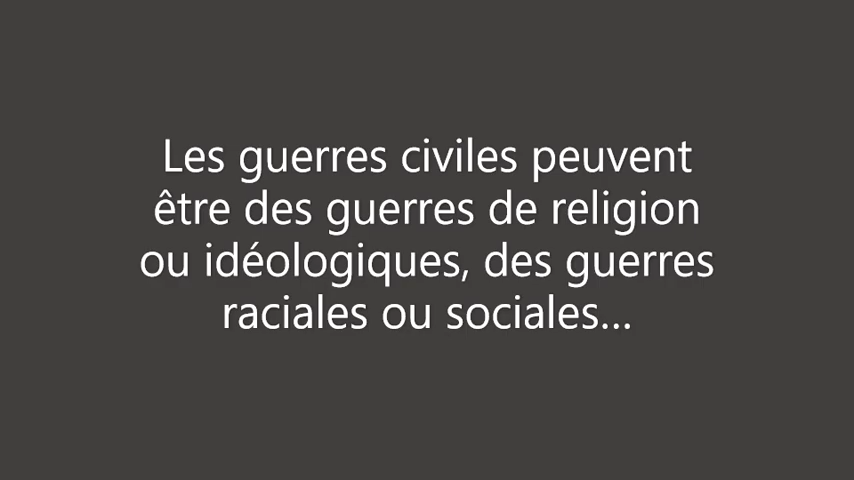 Les guerres civiles peuvent
être des guerres de religion
ou idéologiques, des guerres
raciales ou sociales...